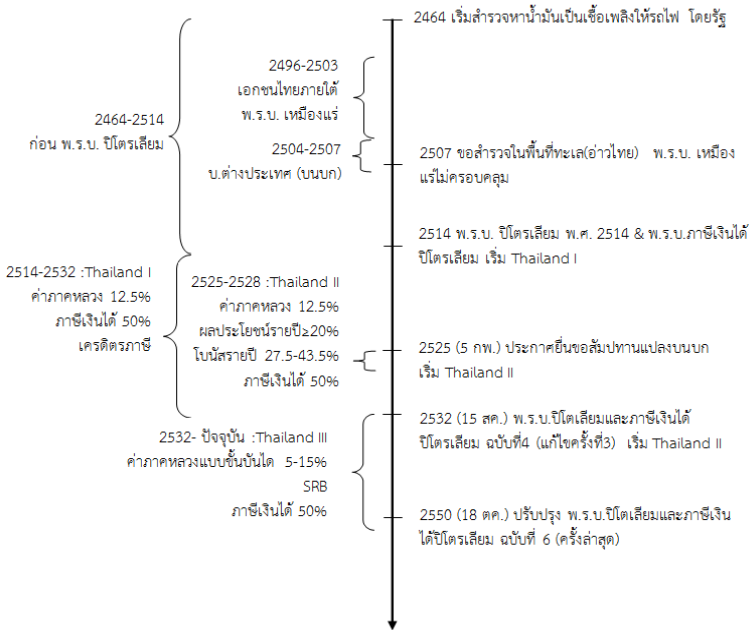 2464 เริ่มสำรวจหาน้ำมันเป็นเชื้อเพลิงให้รถไฟ โดยรัฐ
2496-2503
เอกชนไทยภายใต้
พ.ร.บ. เหมืองแร่
2464-2514
ก่อน พ.ร.บ. ปิโตรเลียม
2504-2507
บ.ต่างประเทศ (บนบก)
2507 ขอสำรวจในพื้นที่ทะเล(อ่าวไทย) พ.ร.บ. เหมือง
แร่ไม่ครอบคลุม
2514 พ.ร.บ. ปิโตรเลียม พ.ศ. 2514 & พ.ร.บ.ภาษีเงินได้
ปิโตรเลียม เริ่ม Thailand I
2514-2532 :Thailand I
ค่าภาคหลวง 12.5%
ภาษีเงินได้ 50%
เครดิตรภาษี
2525-2528 :Thailand II
ค่าภาคหลวง 12.5%
ผลประโยชน์รายปี≥20%
โบนัสรายปี 27.5-43.5%
ภาษีเงินได้ 50%
2525 (5 กพ.) ประกาศยื่นขอสัมปทานแปลงบนบก
เริ่ม Thailand II
2532 (15 สค.) พ.ร.บ.ปิโตรเลียมและภาษีเงินได้
ปิโตรเลียม ฉบับที่4 (แก้ไขครั้งที่3) เริ่ม Thailand II
2532- ปัจจุบัน :Thailand III
ค่าภาคหลวงแบบขั้นบันได 5-15%
SRB
ภาษีเงินได้ 50%
2550 (18 ตค.) ปรับปรุง พ.ร.บ.ปิโตเลียมและภาษีเงิน
ได้ปิโตรเลียม ฉบับที่ 6 (ครั้งล่าสุด)